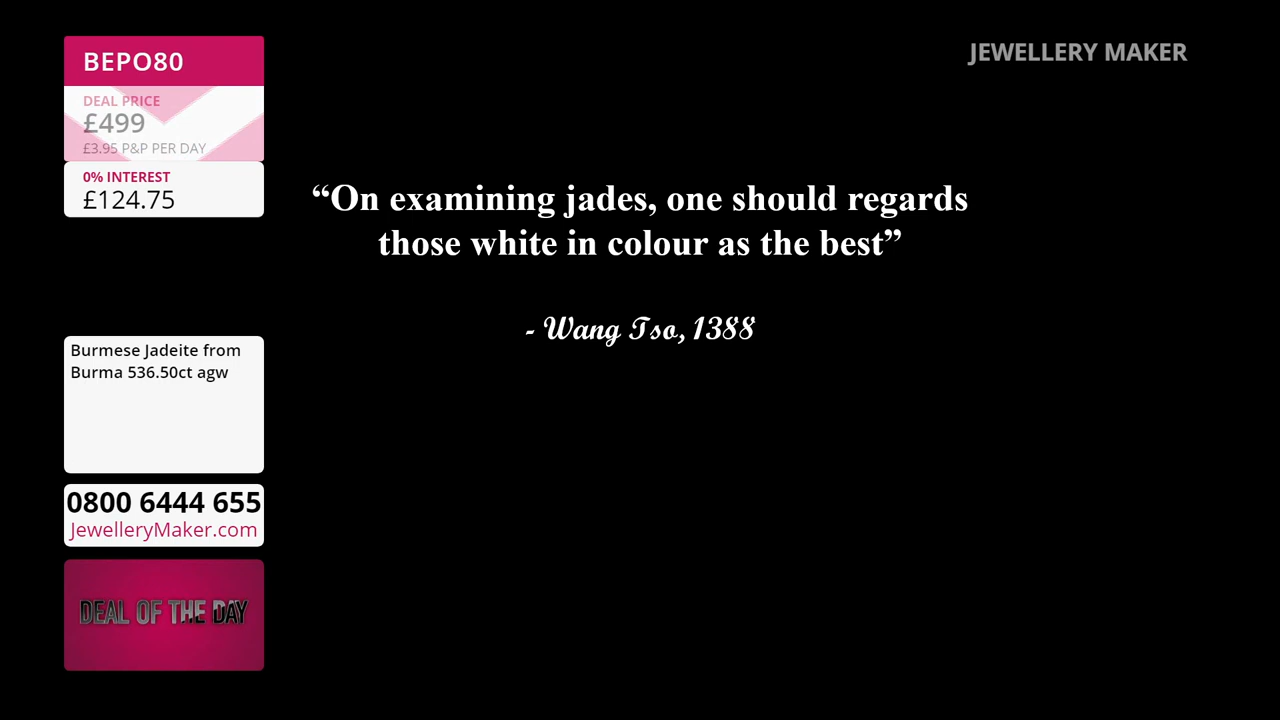 BEPO80
DEAL PRICE
£499
£3.95 P&P PER DAY
0% INTEREST
£124.75
JEWELLERY MAKER
“On examining jades, one should regards
those white in colour as the best”
- Wang Tso, 1388
Burmese Jadeite from
Burma 536.50ct agw
0800 6444 655
JewelleryMaker.com
DEAL OF THE DAY